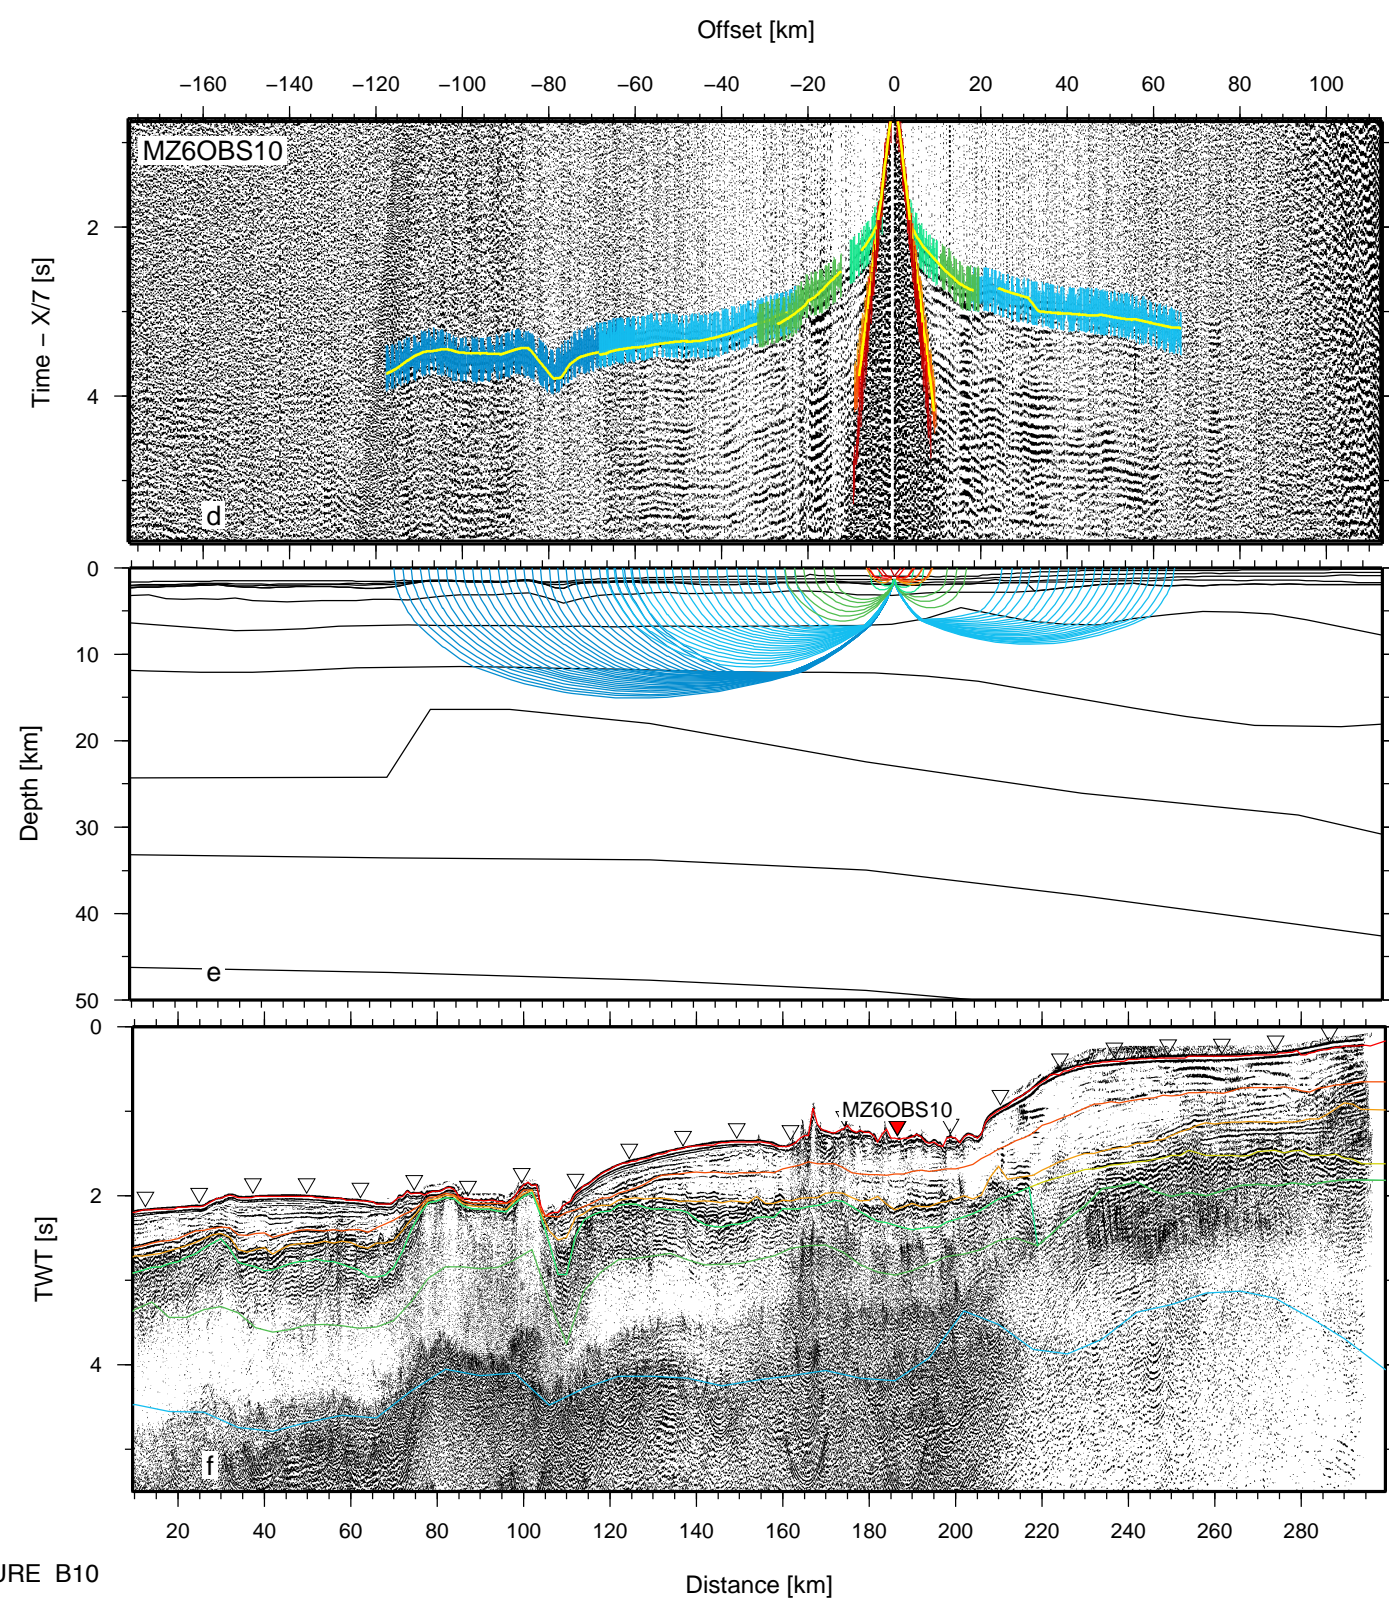 Offset [km]
−160 −140 −120 −100 −80 −60 −40 −20 0 20 40 60 80 100
MZ6OBS10
2
4
Time − X/7 [s]
d
0
10
20
30
40
50
Depth [km]
e
0
2
4
TWT [s]
MZ6OBS10
f
20 40 60 80 100 120 140 160 180 200 220 240 260 280
Distance [km]
URE B10